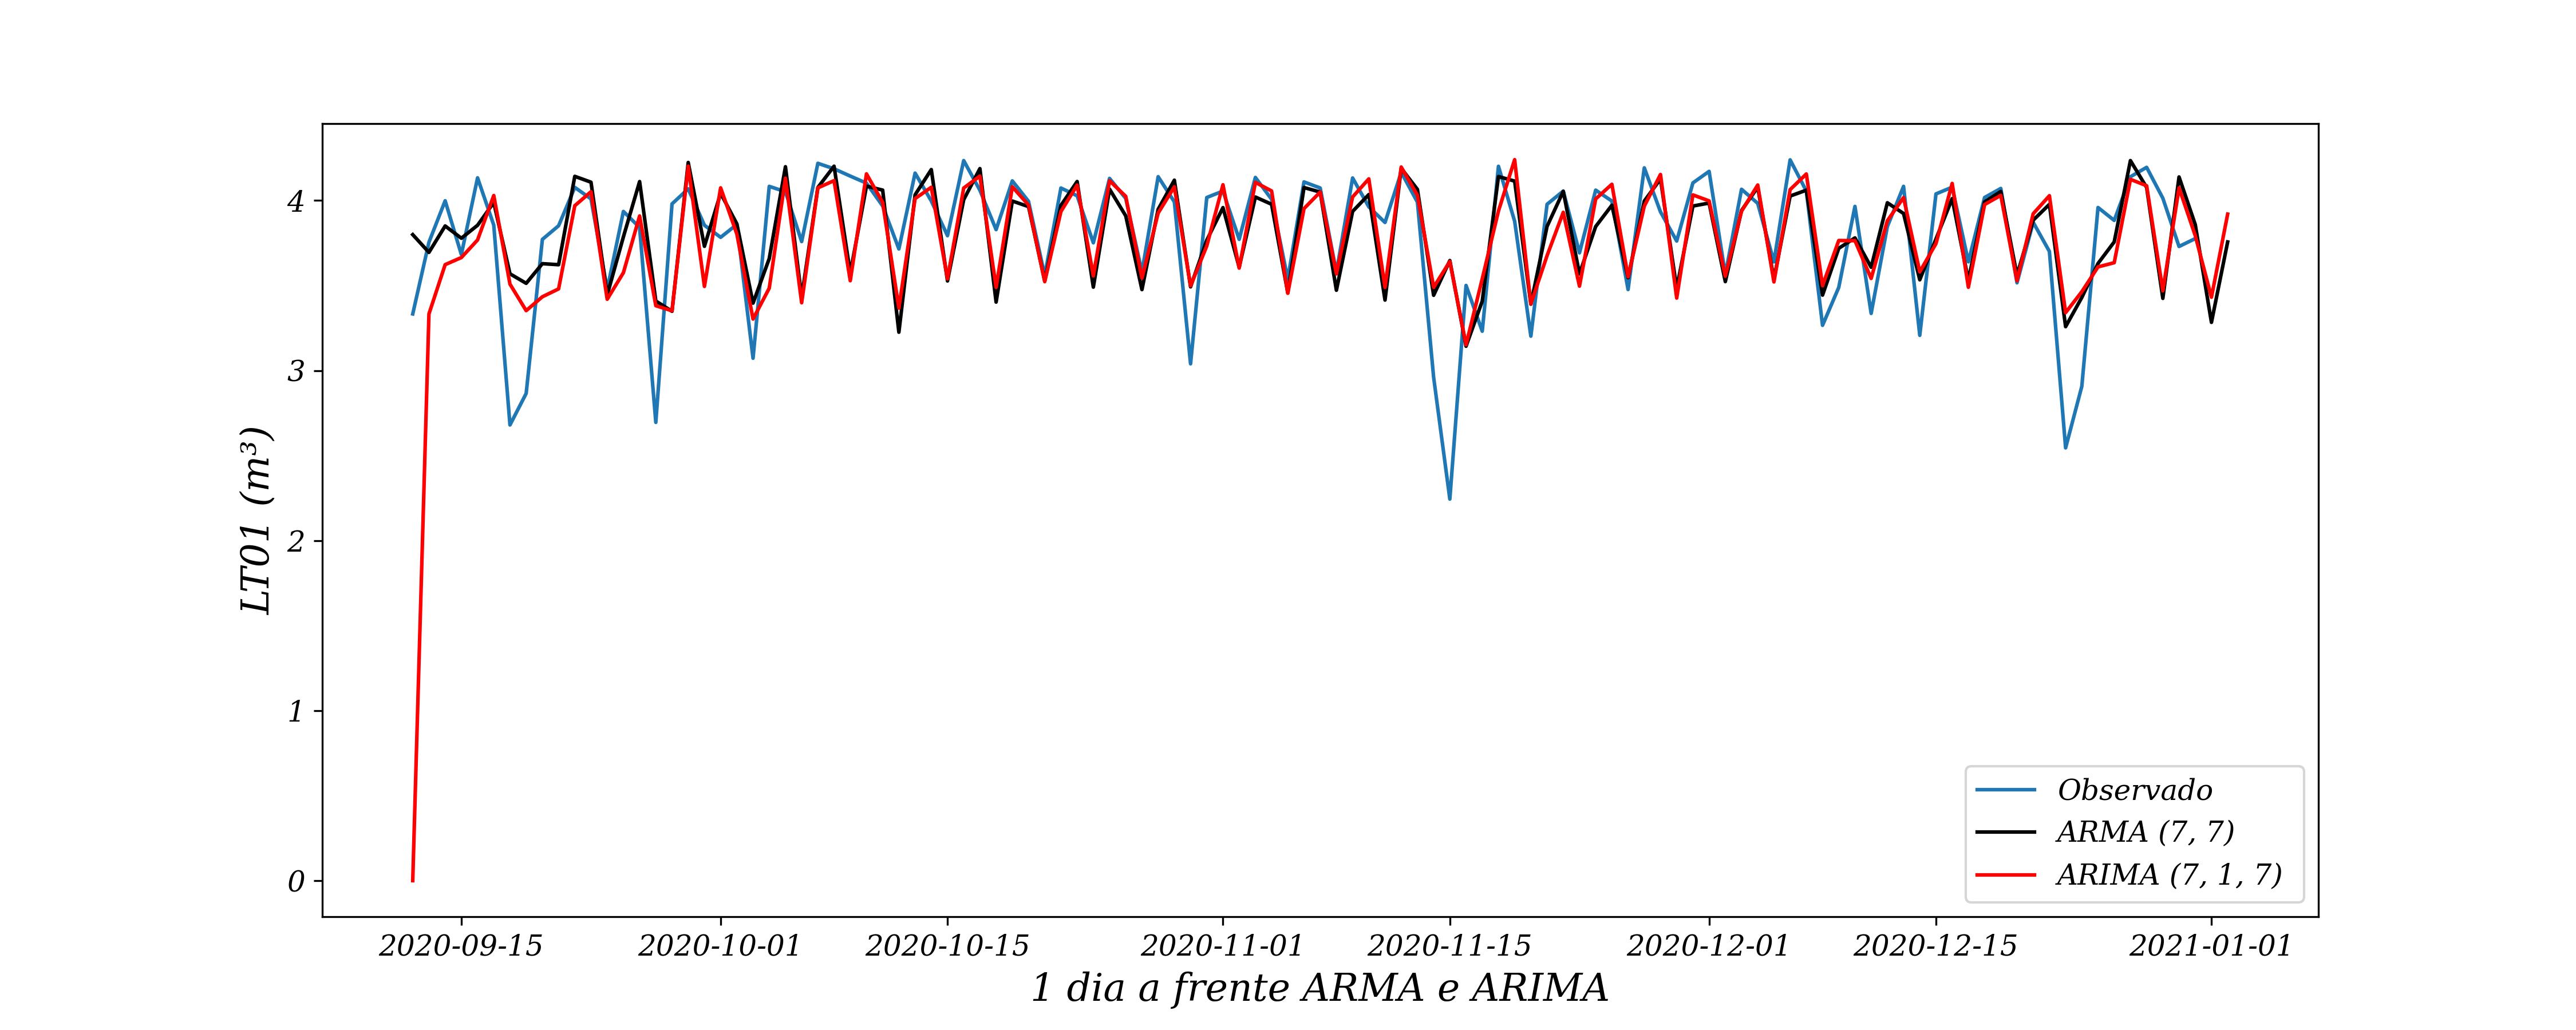 4
3
2
1
0
LT01 (m³)
Observado
ARMA (7, 7)
ARIMA (7, 1, 7)
2020-09-15 2020-10-01 2020-10-15 2020-11-01 2020-11-15 2020-12-01 2020-12-15 2021-01-01
1 dia a frente ARMA e ARIMA